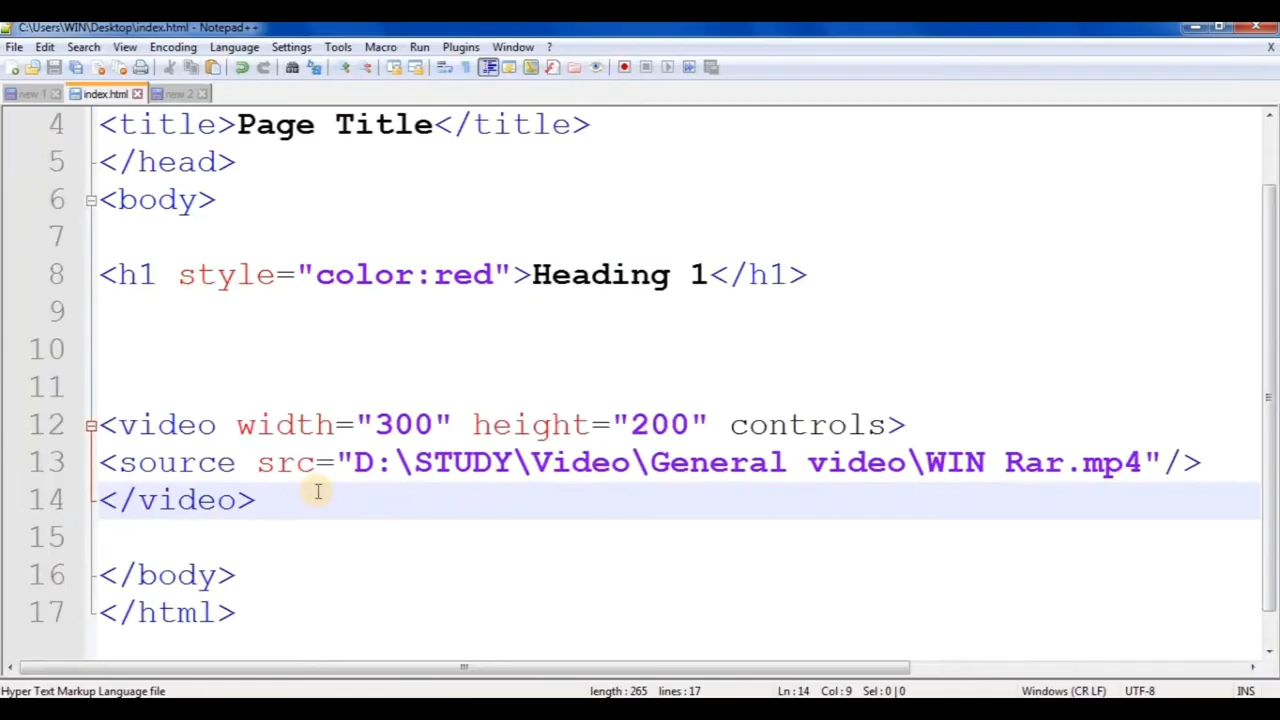 C:\Users\WIN\Desktop\index.html - Notepad++
File Edit Search View Encoding Language Settings Tools Macro Run Plugins Window ? X
new 1 index.html new 2
4 <title>Page Title</title>
5 </head>
6 <body>
7
8 <h1 style="color:red">Heading 1</h1>
9
10
11
12 <video width="300" height="200" controls>
13 <source src="D:\STUDY\Video\General video\WIN Rar.mp4"/>
14 </video>
15
16 </body>
17 </html>
Hyper Text Markup Language file length : 265 lines : 17 Ln : 14 Col : 9 Sel : 0 | 0 Windows (CR LF) UTF-8 INS